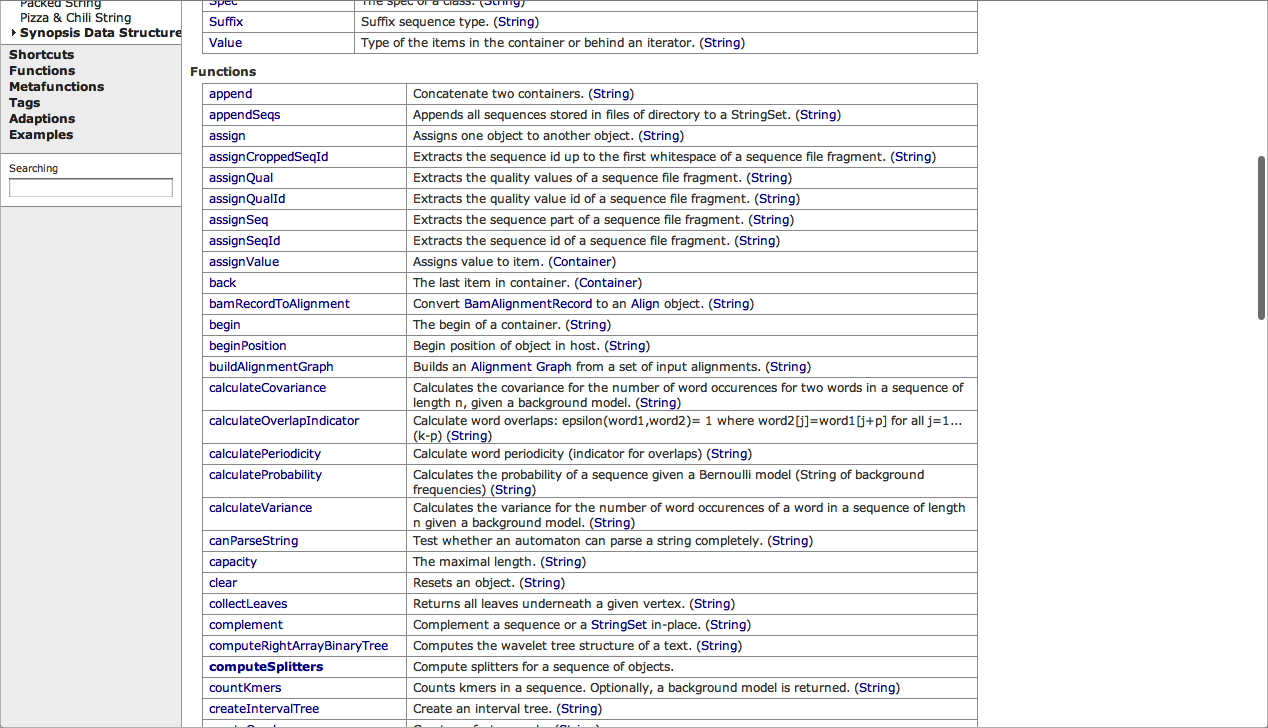 Packed String
Pizza & Chili String
Synopsis Data Structure
Shortcuts
Functions
Metafunctions
Tags
Adaptions
Examples
Searching
Spec The spec of a class. (String)
Suffix Suffix sequence type. (String)
Value Type of the items in the container or behind an iterator. (String)
Functions
append Concatenate two containers. (String)
appendSeqs Appends all sequences stored in files of directory to a StringSet. (String)
assign Assigns one object to another object. (String)
assignCroppedSeqId Extracts the sequence id up to the first whitespace of a sequence file fragment. (String)
assignQual Extracts the quality values of a sequence file fragment. (String)
assignQualId Extracts the quality value id of a sequence file fragment. (String)
assignSeq Extracts the sequence part of a sequence file fragment. (String)
assignSeqId Extracts the sequence id of a sequence file fragment. (String)
assignValue Assigns value to item. (Container)
back The last item in container. (Container)
bamRecordToAlignment Convert BamAlignmentRecord to an Align object. (String)
begin The begin of a container. (String)
beginPosition Begin position of object in host. (String)
buildAlignmentGraph Builds an Alignment Graph from a set of input alignments. (String)
calculateCovariance Calculates the covariance for the number of word occurences for two words in a sequence of
length n, given a background model. (String)
calculateOverlapIndicator Calculate word overlaps: epsilon(word1,word2)= 1 where word2[j]=word1[j+p] for all j=1...
(k-p) (String)
calculatePeriodicity Calculate word periodicity (indicator for overlaps) (String)
calculateProbability Calculates the probability of a sequence given a Bernoulli model (String of background
frequencies) (String)
calculateVariance Calculates the variance for the number of word occurences of a word in a sequence of length
n given a background model. (String)
canParseString Test whether an automaton can parse a string completely. (String)
capacity The maximal length. (String)
clear Resets an object. (String)
collectLeaves Returns all leaves underneath a given vertex. (String)
complement Complement a sequence or a StringSet in-place. (String)
computeRightArrayBinaryTree Computes the wavelet tree structure of a text. (String)
computeSplitters Compute splitters for a sequence of objects.
countKmers Counts kmers in a sequence. Optionally, a background model is returned. (String)
createIntervalTree Create an interval tree. (String)